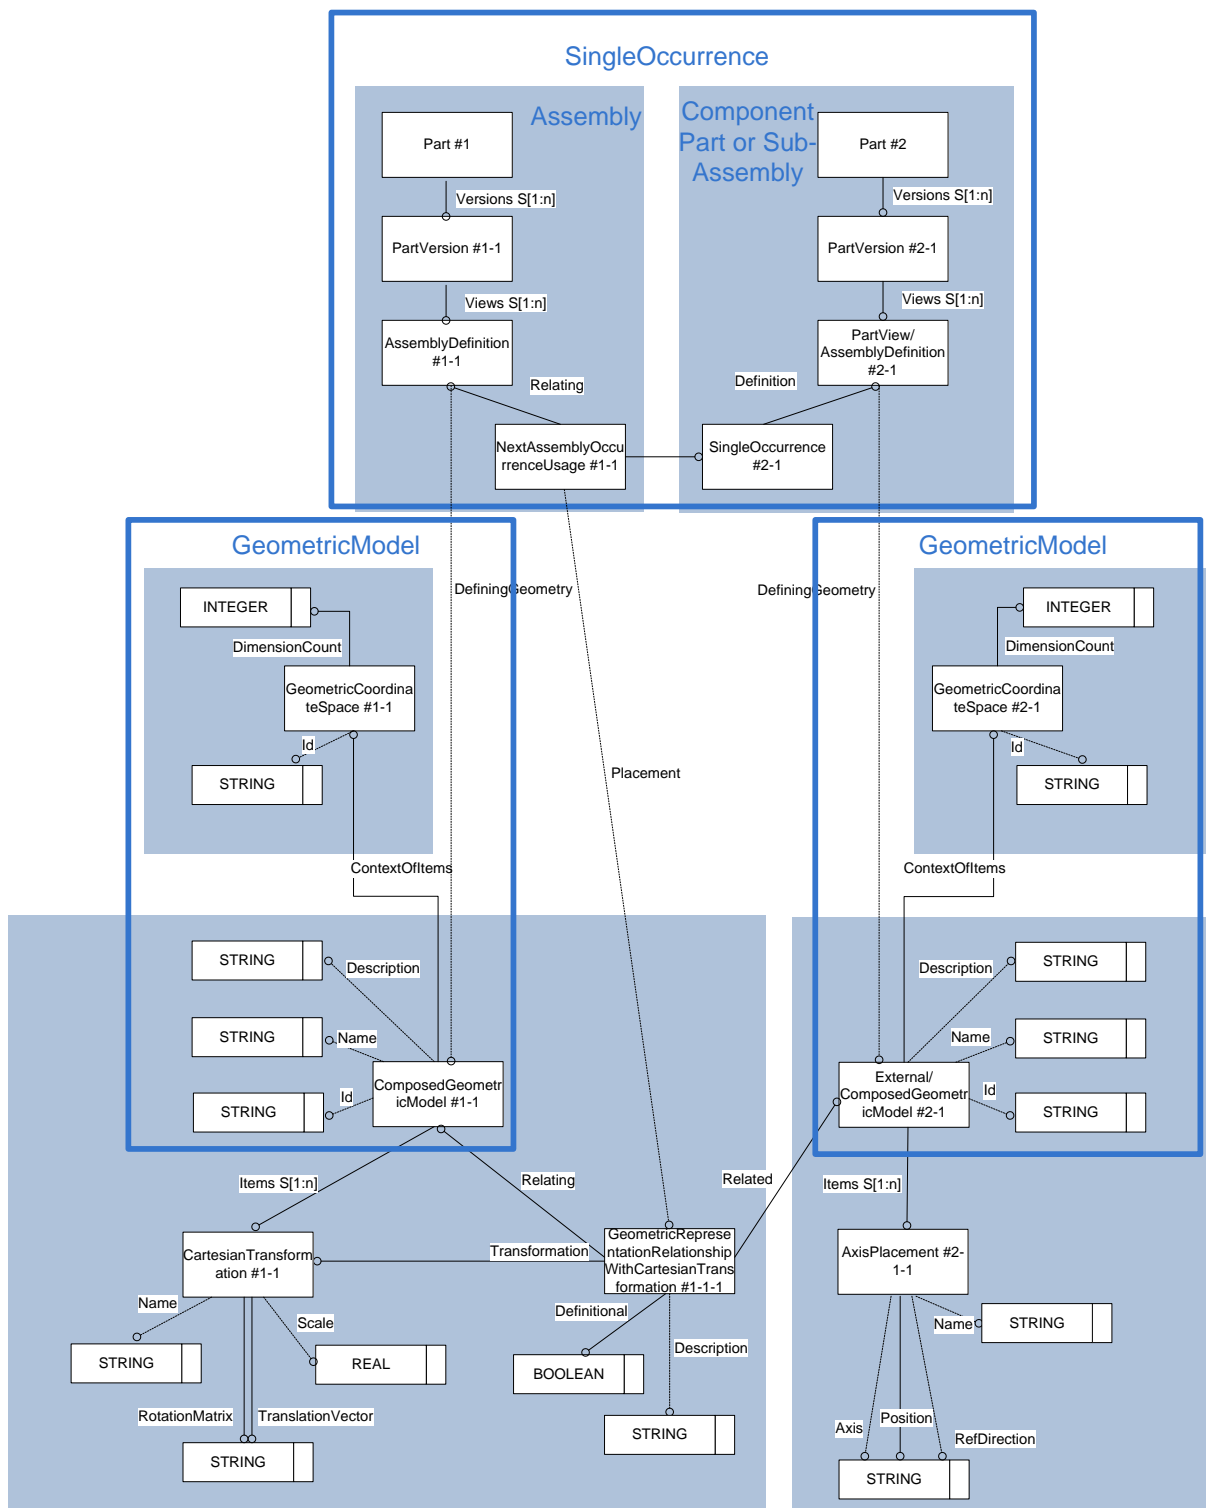 SingleOccurrence
Assembly
Component
Part or Sub-
Assembly
Part #1
Part #2
Versions S[1:n]
Versions S[1:n]
PartVersion #1-1
PartVersion #2-1
Views S[1:n]
Views S[1:n]
AssemblyDefinition
#1-1
PartView/
AssemblyDefinition
#2-1
Relating
Definition
NextAssemblyOccu
rrenceUsage #1-1
SingleOccurrence
#2-1
GeometricModel
GeometricModel
DefiningGeometry
DefiningGeometry
INTEGER
INTEGER
DimensionCount
DimensionCount
GeometricCoordina
teSpace #1-1
GeometricCoordina
teSpace #2-1
Id
Id
STRING
STRING
Placement
ContextOfItems
ContextOfItems
STRING
Description
Description
STRING
STRING
Name
Name
STRING
ComposedGeomet
ricModel #1-1
External/
ComposedGeomet
ricModel #2-1
Id
Id
STRING
STRING
Items S[1:n]
Relating
Related
Items S[1:n]
CartesianTransform
ation #1-1
Transformation
GeometricReprese
ntationRelationship
WithCartesianTrans
formation #1-1-1
AxisPlacement #2-
1-1
Name
Scale
Definitional
Description
Name
STRING
STRING
REAL
BOOLEAN
RotationMatrix
TranslationVector
Axis
Position
RefDirection
STRING
STRING
STRING